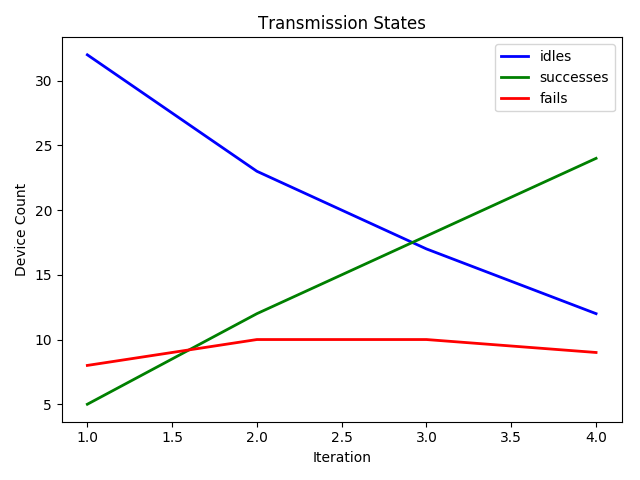 Transmission States
idles
successes
fails
Device Count
30
25
20
15
10
5
1.0 1.5 2.0 2.5 3.0 3.5 4.0
Iteration